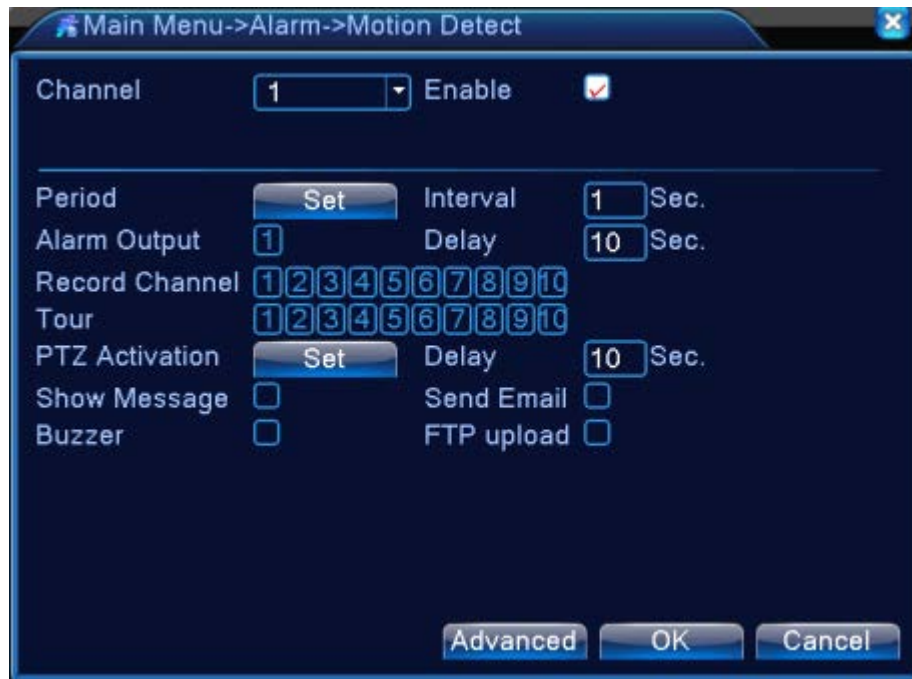 Main Menu->Alarm->Motion Detect
Channel 1 Enable
Period Set Interval 1 Sec.
Alarm Output 1 Delay 10 Sec.
Record Channel 1 2 3 4 5 6 7 8 9 10
Tour 1 2 3 4 5 6 7 8 9 10
PTZ Activation Set Delay 10 Sec.
Show Message Send Email
Buzzer FTP upload
Advanced OK Cancel